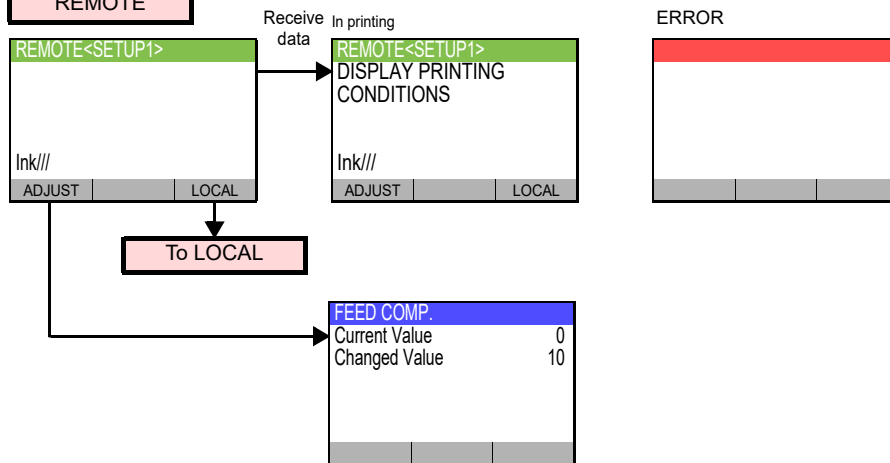 REMOTE
Receive data
In printing
ERROR
REMOTE<SETUP1>
Ink///
ADJUST
LOCAL
REMOTE<SETUP1>
DISPLAY PRINTING
CONDITIONS
Ink///
ADJUST
LOCAL
To LOCAL
FEED COMP.
Current Value 0
Changed Value 10